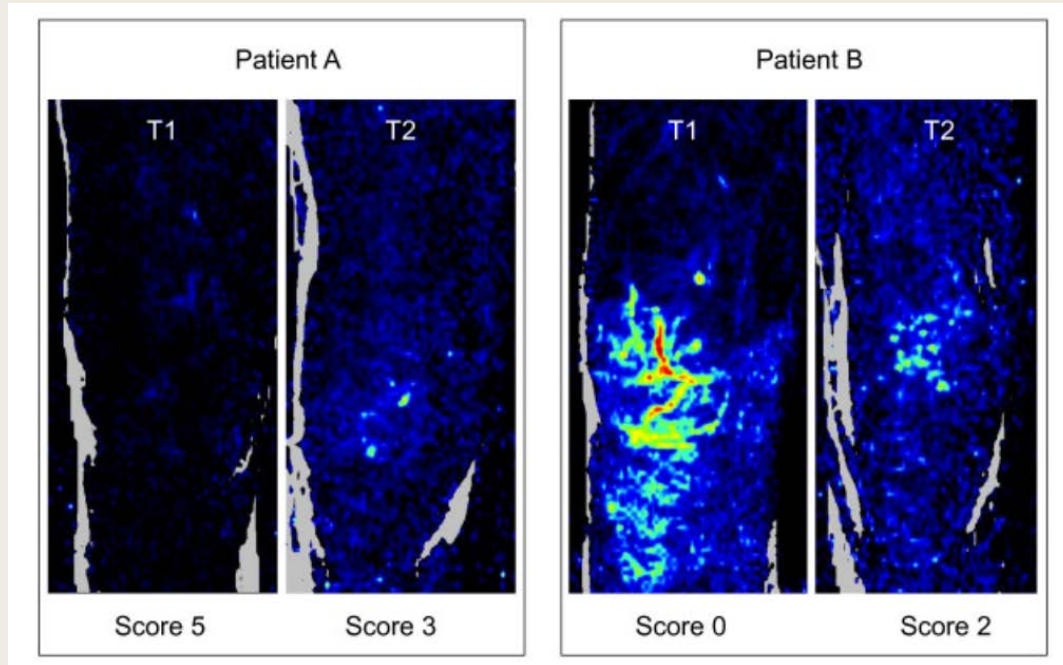 Patient A
T1
T2
Score 5
Score 3
Patient B
T1
T2
Score 0
Score 2